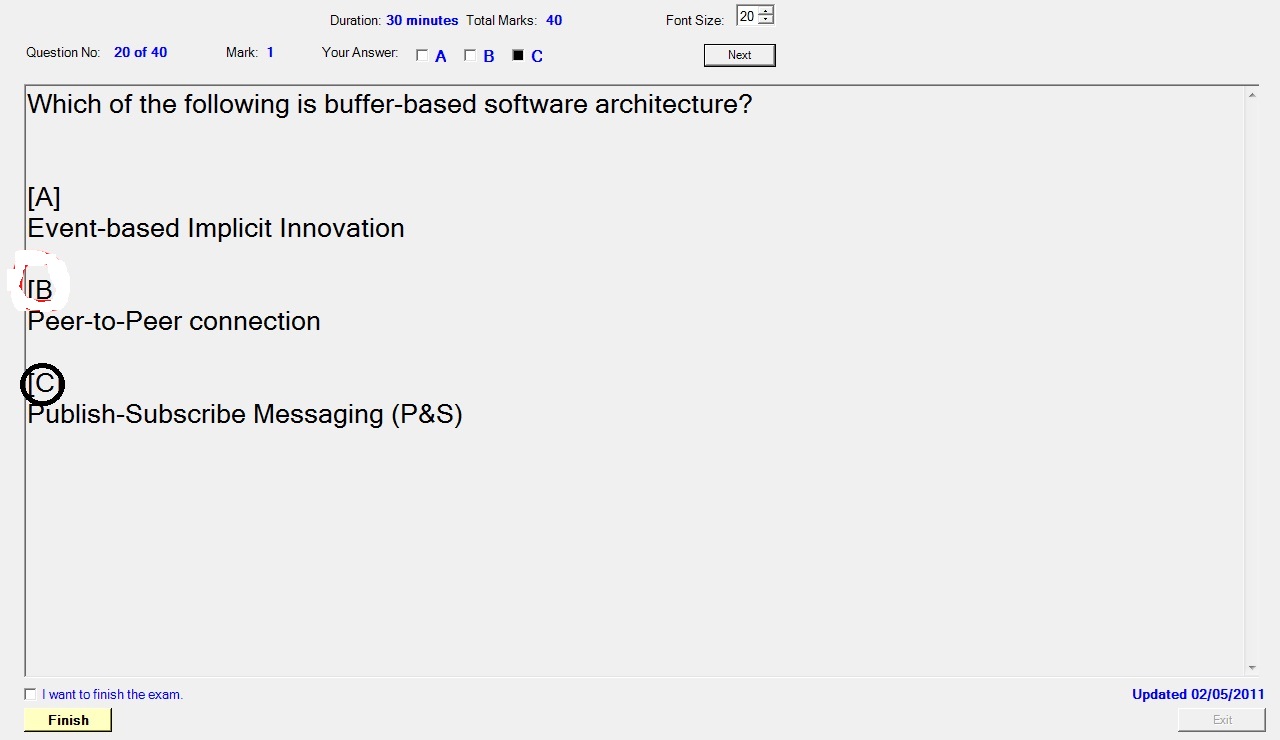 Duration: 30 minutes Total Marks: 40 Font Size: 20
Question No: 20 of 40 Mark: 1 Your Answer: A B C Next
Which of the following is buffer-based software architecture?
[A]
Event-based Implicit Innovation
[B
Peer-to-Peer connection
[C
Publish-Subscribe Messaging (P&S)
I want to finish the exam. Updated 02/05/2011
Finish Exit